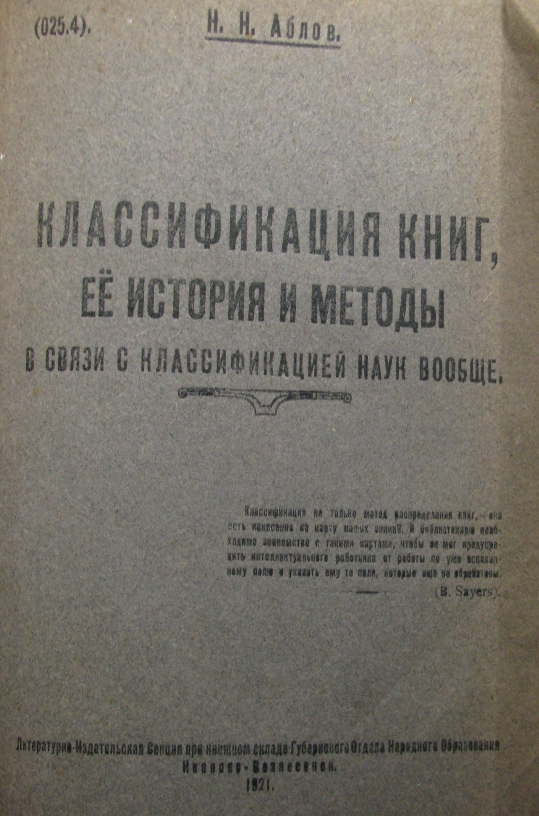 (025.4).
Н. Н. Аблов.
КЛАССИФИКАЦИЯ КНИГ,
ЕЁ ИСТОРИЯ И МЕТОДЫ
В СВЯЗИ С КЛАССИФИКАЦИЕЙ НАУК ВООБЩЕ.
Классификация не только метод распределения книг, она
есть нанесение на карту наших знаний. И библиотекарю необ-
ходимо знакомство с такими картами, чтобы он мог предупре-
дить интеллектуального работника от работы по уже вспахан-
ному полю и указать ему те поля, которые ещё не обработаны.
(B. Sayers).
Литературно-Издательская Секция при книжном складе Губернского Отдела Народного Образования
Иваново-Вознесенск.
1921.